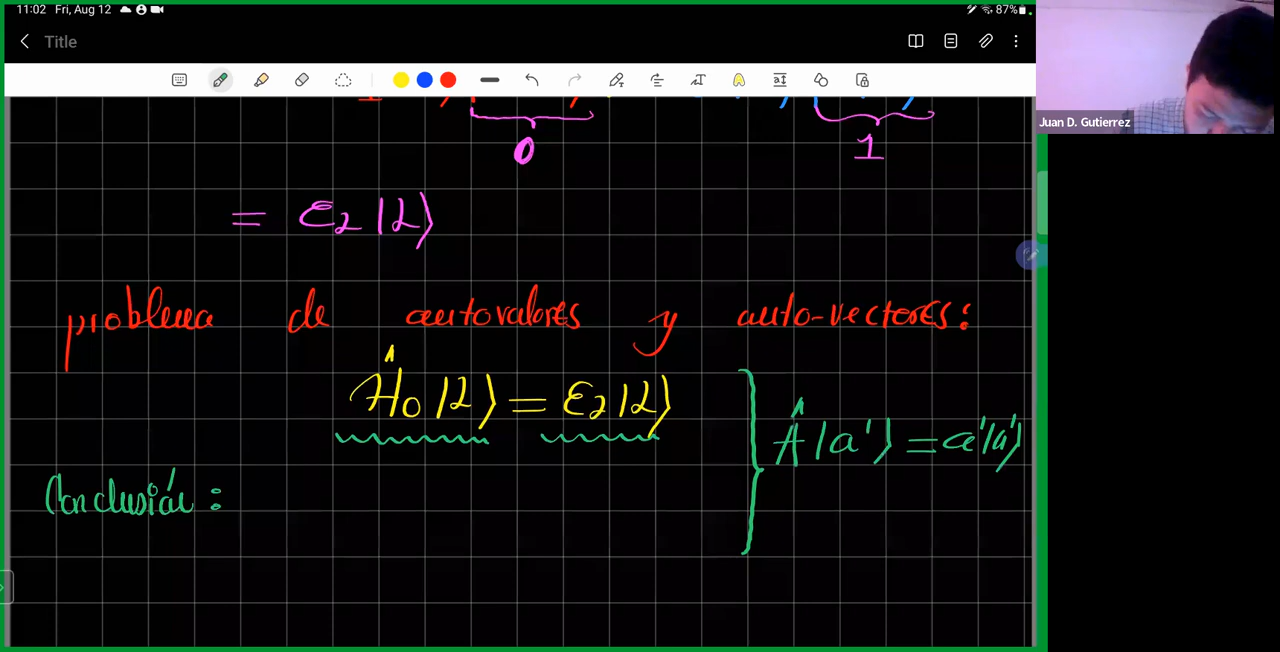 11:02 Fri, Aug 12 87%
Title
Juan D. Gutierrez
0 1
= ε₂|2⟩
problema de autovalores y auto-vectores:
Ĥ₀|2⟩ = ε₂|2⟩ } Â|a'⟩ = a'|a'⟩
Conclusión: